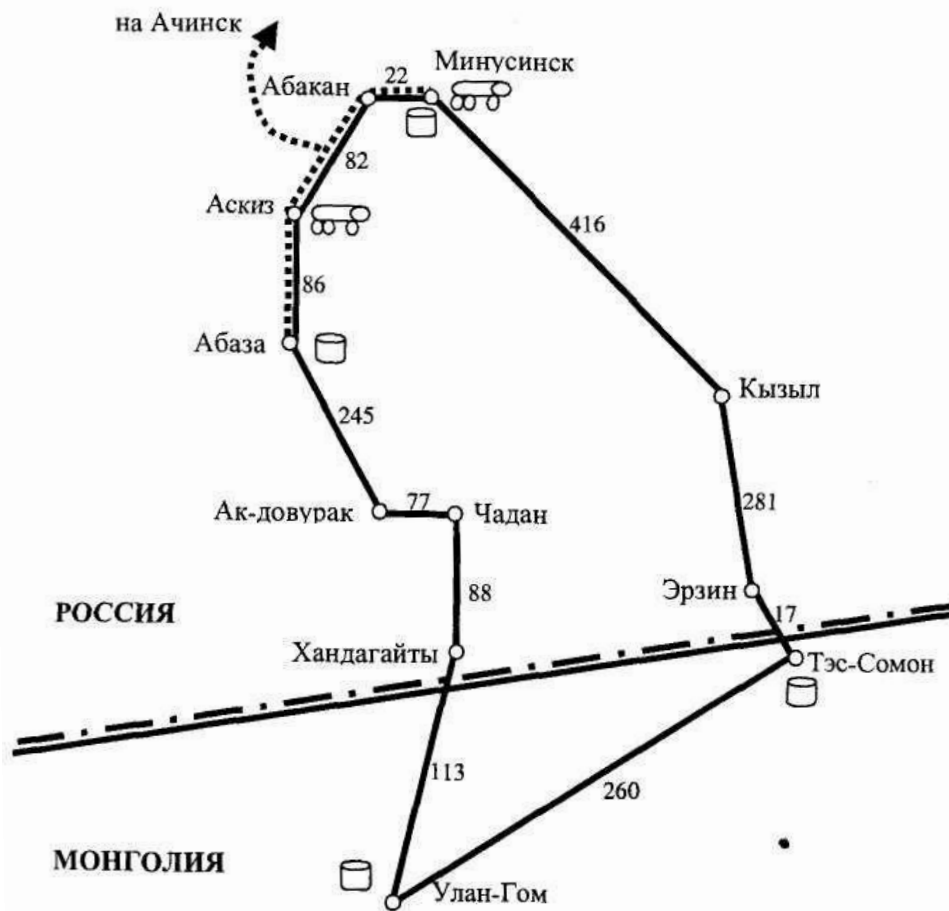 на Ачинск
Минусинск
Абакан
22
82
Аскиз
416
86
Абаза
Кызыл
245
77
Ак-довурак
Чадан
281
88
Эрзин
РОССИЯ
17
Хандагайты
Тэс-Сомон
113
260
МОНГОЛИЯ
Улан-Гом